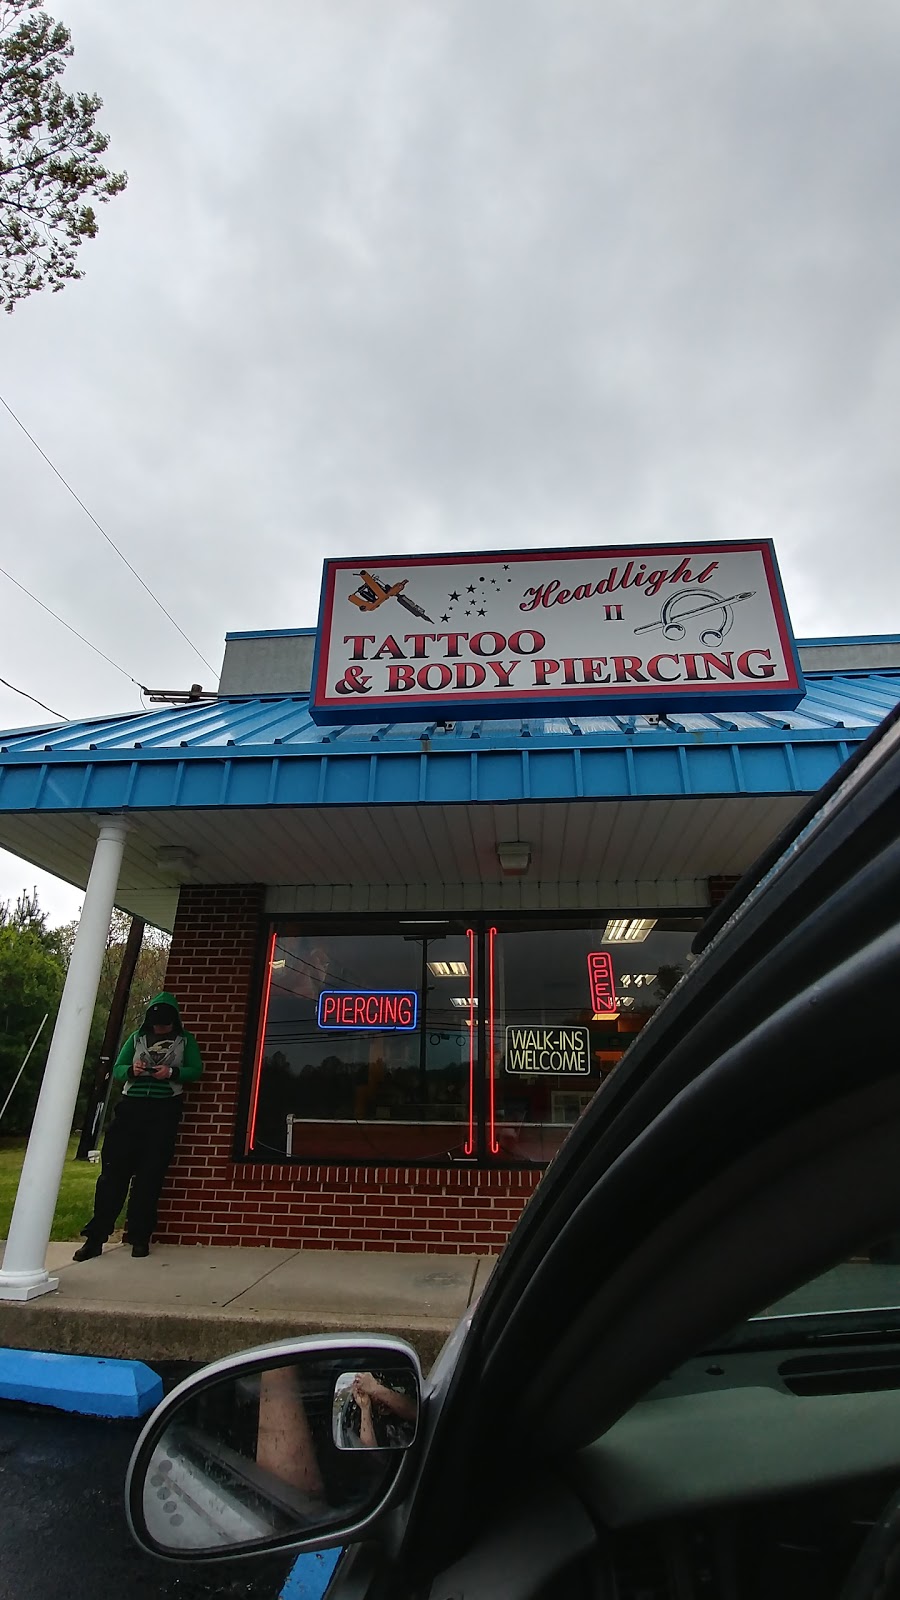 Headlight
II
TATTOO
& BODY PIERCING
PIERCING
OPEN
WALK-INS
WELCOME